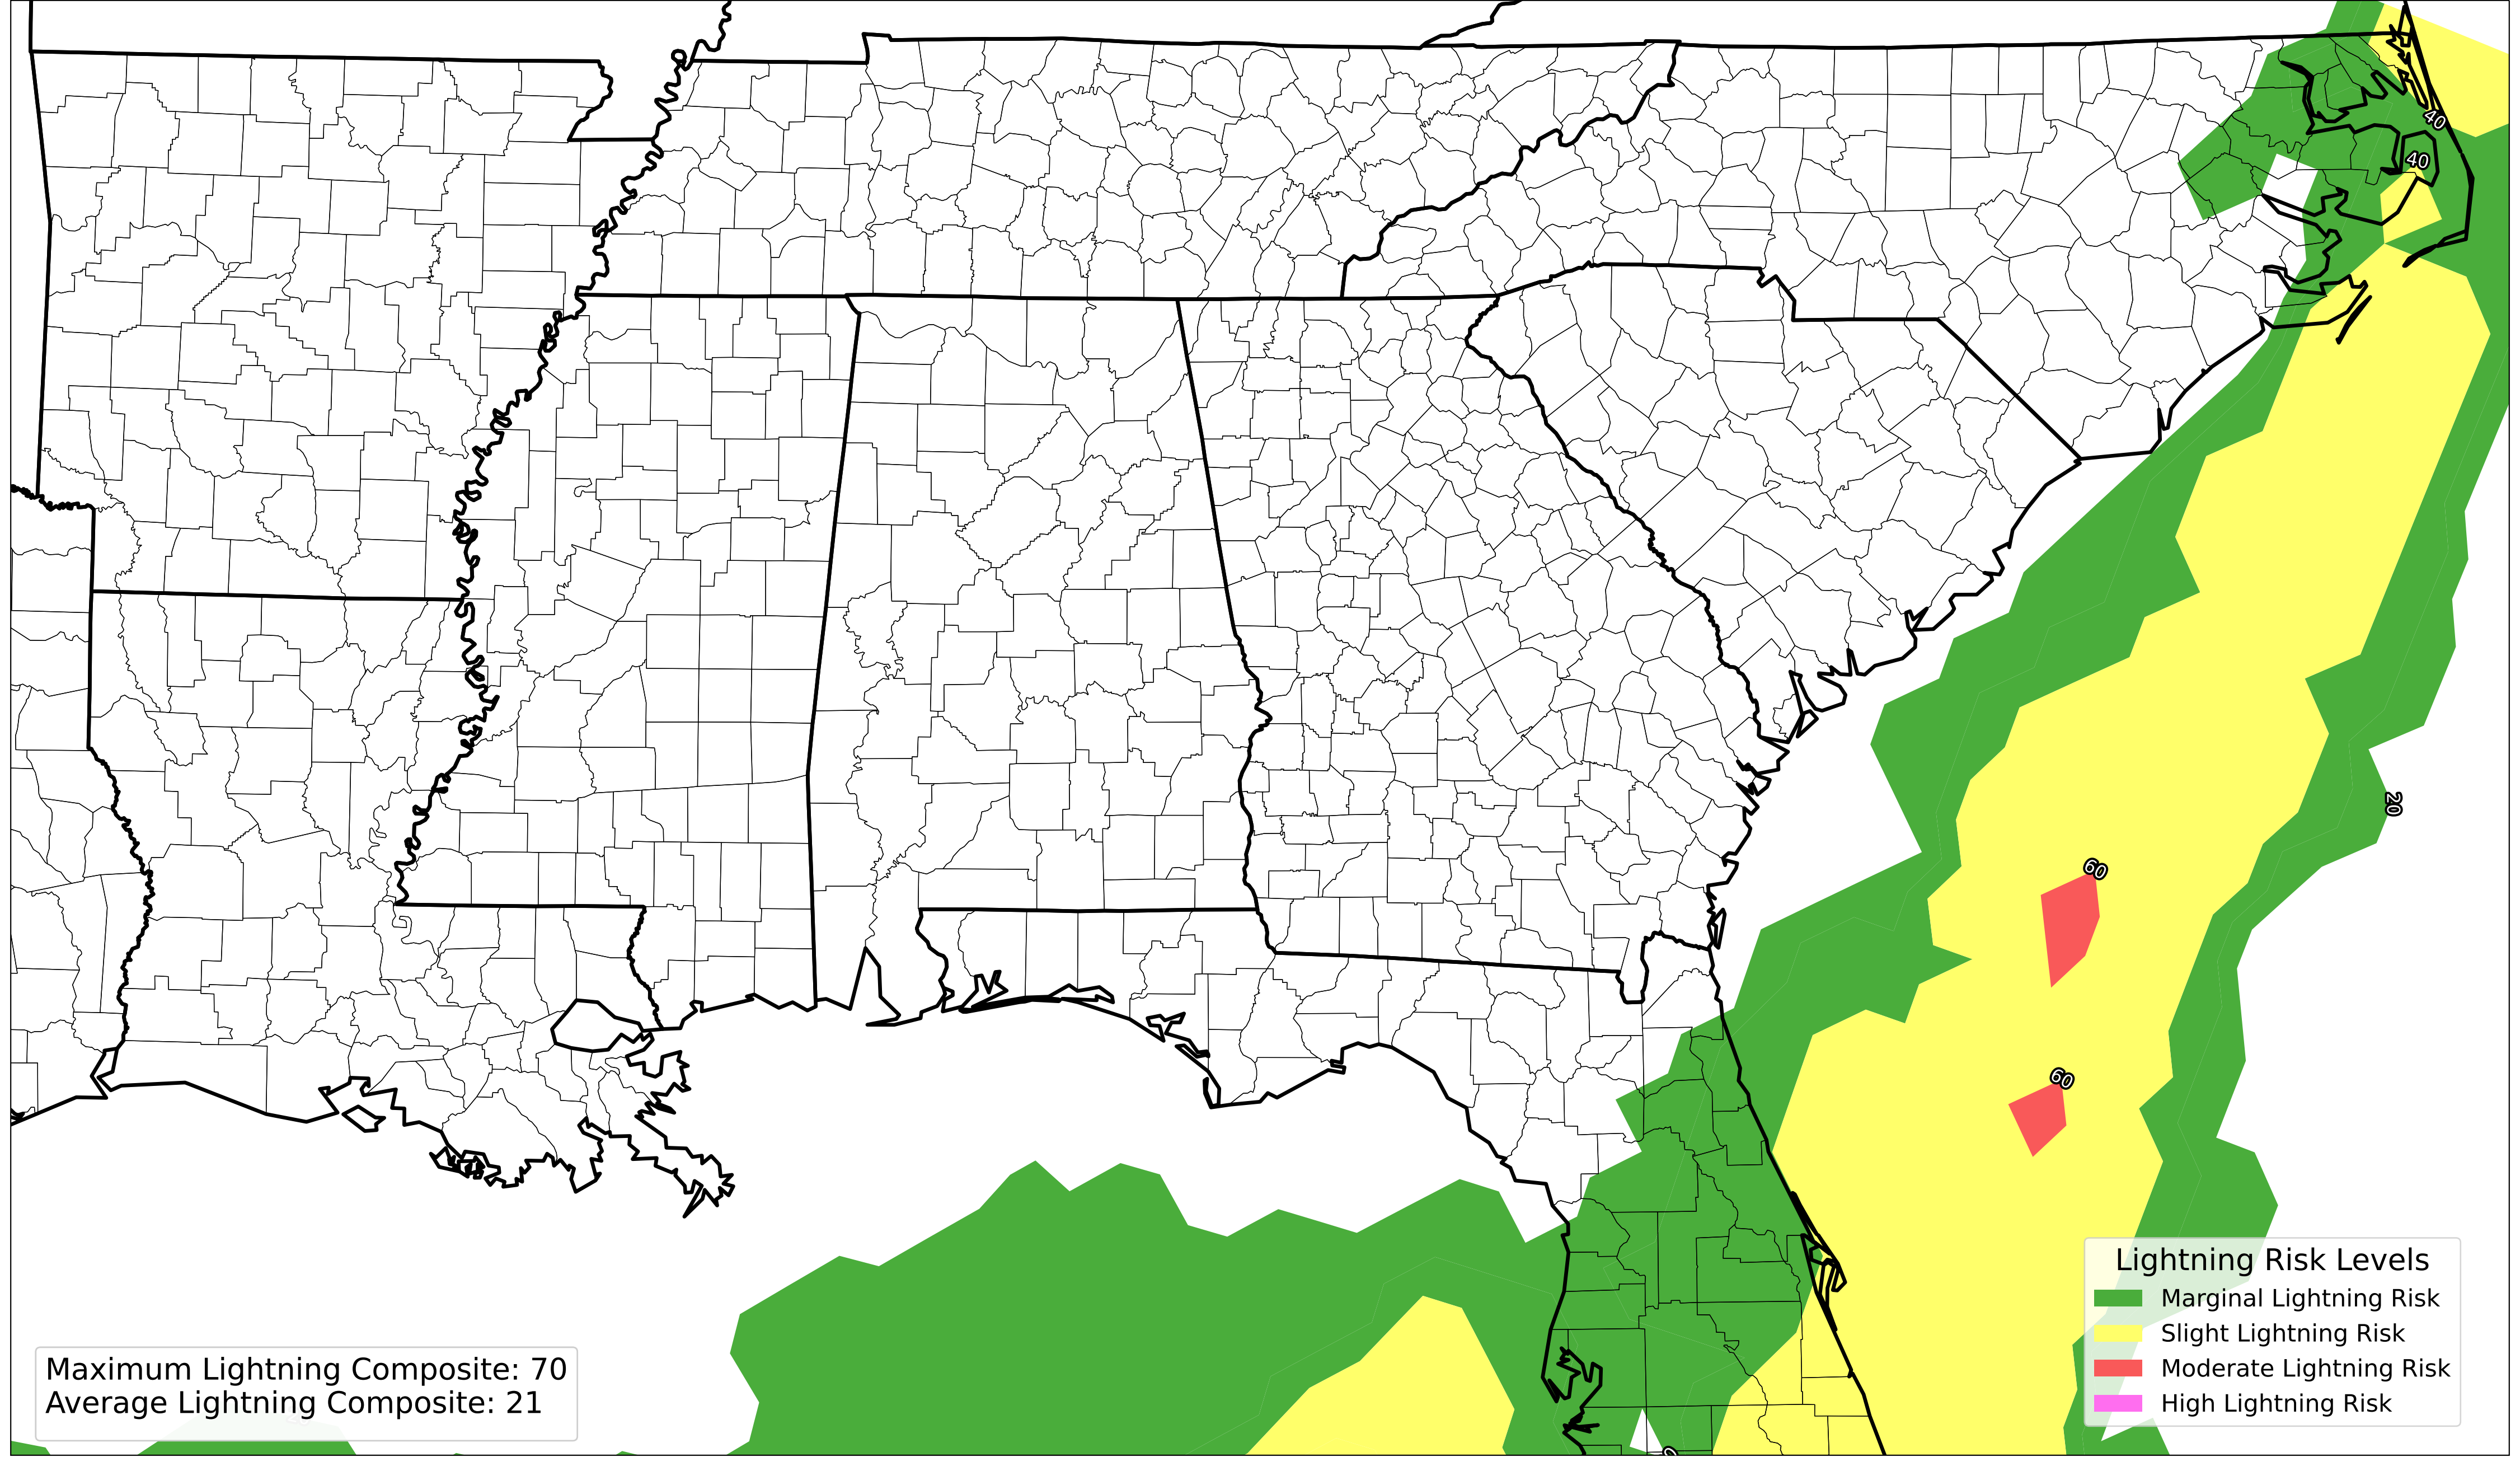 40
40
20
60
60
Lightning Risk Levels
Marginal Lightning Risk
Slight Lightning Risk
Moderate Lightning Risk
High Lightning Risk
Maximum Lightning Composite: 70
Average Lightning Composite: 21